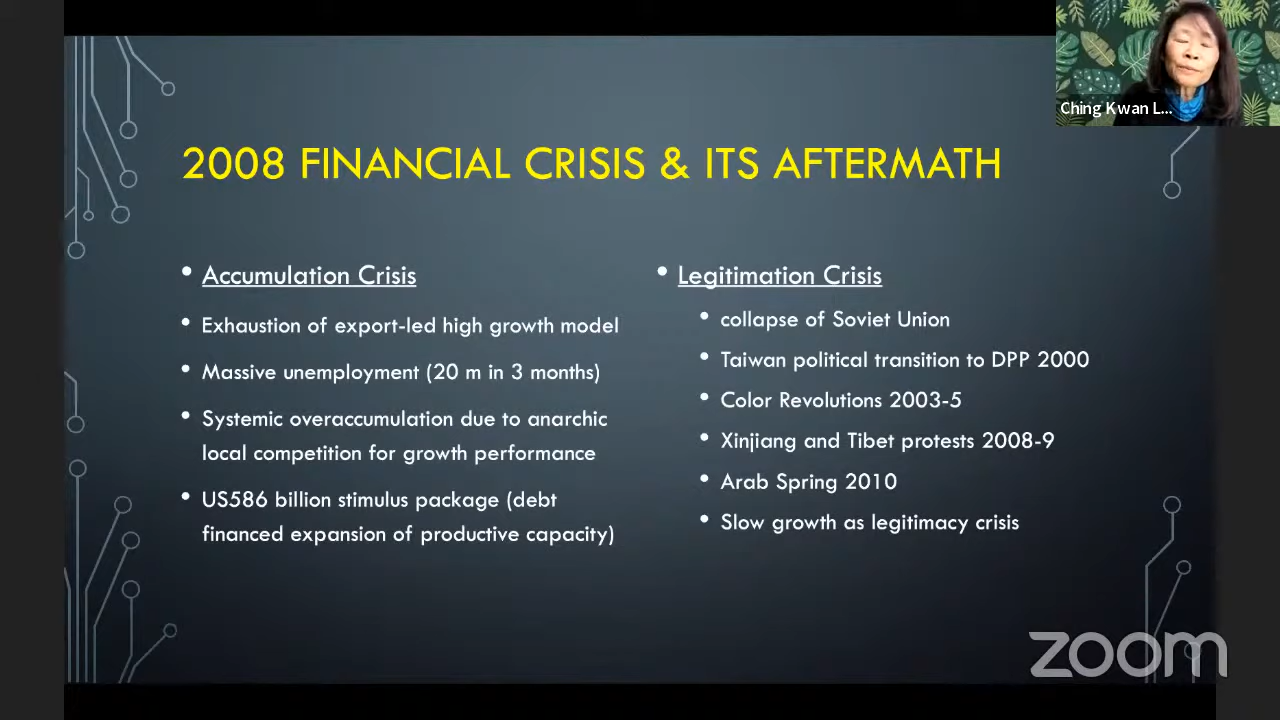 Ching Kwan L...
2008 FINANCIAL CRISIS & ITS AFTERMATH
• Accumulation Crisis
• Exhaustion of export-led high growth model
• Massive unemployment (20 m in 3 months)
• Systemic overaccumulation due to anarchic
local competition for growth performance
• US586 billion stimulus package (debt
financed expansion of productive capacity)
• Legitimation Crisis
• collapse of Soviet Union
• Taiwan political transition to DPP 2000
• Color Revolutions 2003-5
• Xinjiang and Tibet protests 2008-9
• Arab Spring 2010
• Slow growth as legitimacy crisis
zoom